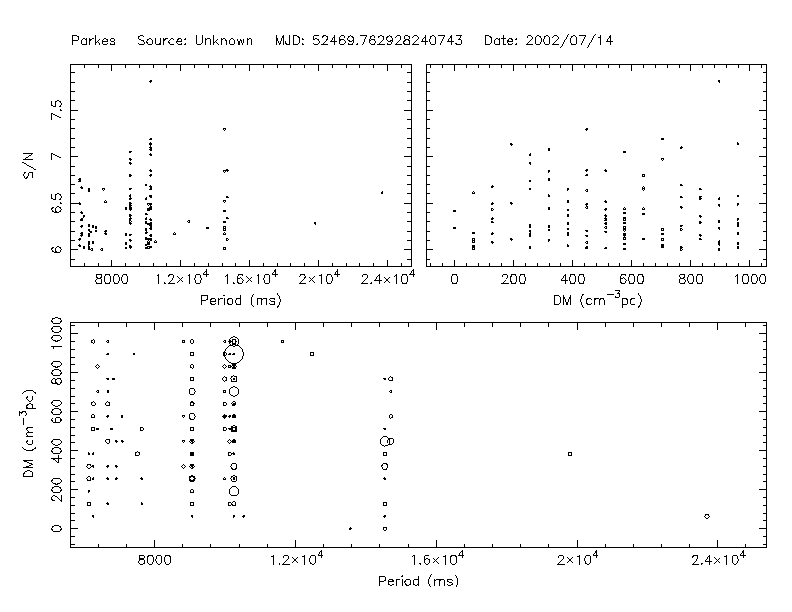 Parkes Source: Unknown MJD: 52469.762928240743 Date: 2002/07/14
S/N
7.5
7
6.5
6
8000 1.2×10⁴ 1.6×10⁴ 2×10⁴ 2.4×10⁴
Period (ms)
0 200 400 600 800 1000
DM (cm⁻³pc)
DM (cm⁻³pc)
1000
800
600
400
200
0
8000 1.2×10⁴ 1.6×10⁴ 2×10⁴ 2.4×10⁴
Period (ms)